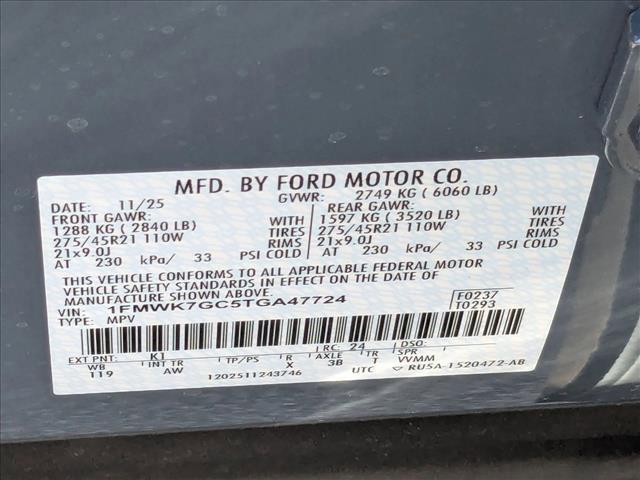 MFD. BY FORD MOTOR CO.
DATE: 11/25 GVWR: 2749 KG ( 6060 LB)
FRONT GAWR: REAR GAWR:
1288 KG ( 2840 LB) WITH 1597 KG ( 3520 LB) WITH
275/45R21 110W TIRES 275/45R21 110W TIRES
21x9.0J RIMS 21x9.0J RIMS
AT 230 kPa/ 33 PSI COLD AT 230 kPa/ 33 PSI COLD
THIS VEHICLE CONFORMS TO ALL APPLICABLE FEDERAL MOTOR
VEHICLE SAFETY STANDARDS IN EFFECT ON THE DATE OF
MANUFACTURE SHOWN ABOVE.
VIN: 1FMWK7GC5TGA47724 F0237
TYPE: MPV T0293
EXT PNT: K1 RC: 24 DSO:
WB INT TR TP/PS R AXLE TR SPR
119 AW X 3B T VVMM
1202511243746 UTC ▽ RU5A-1520472-AB